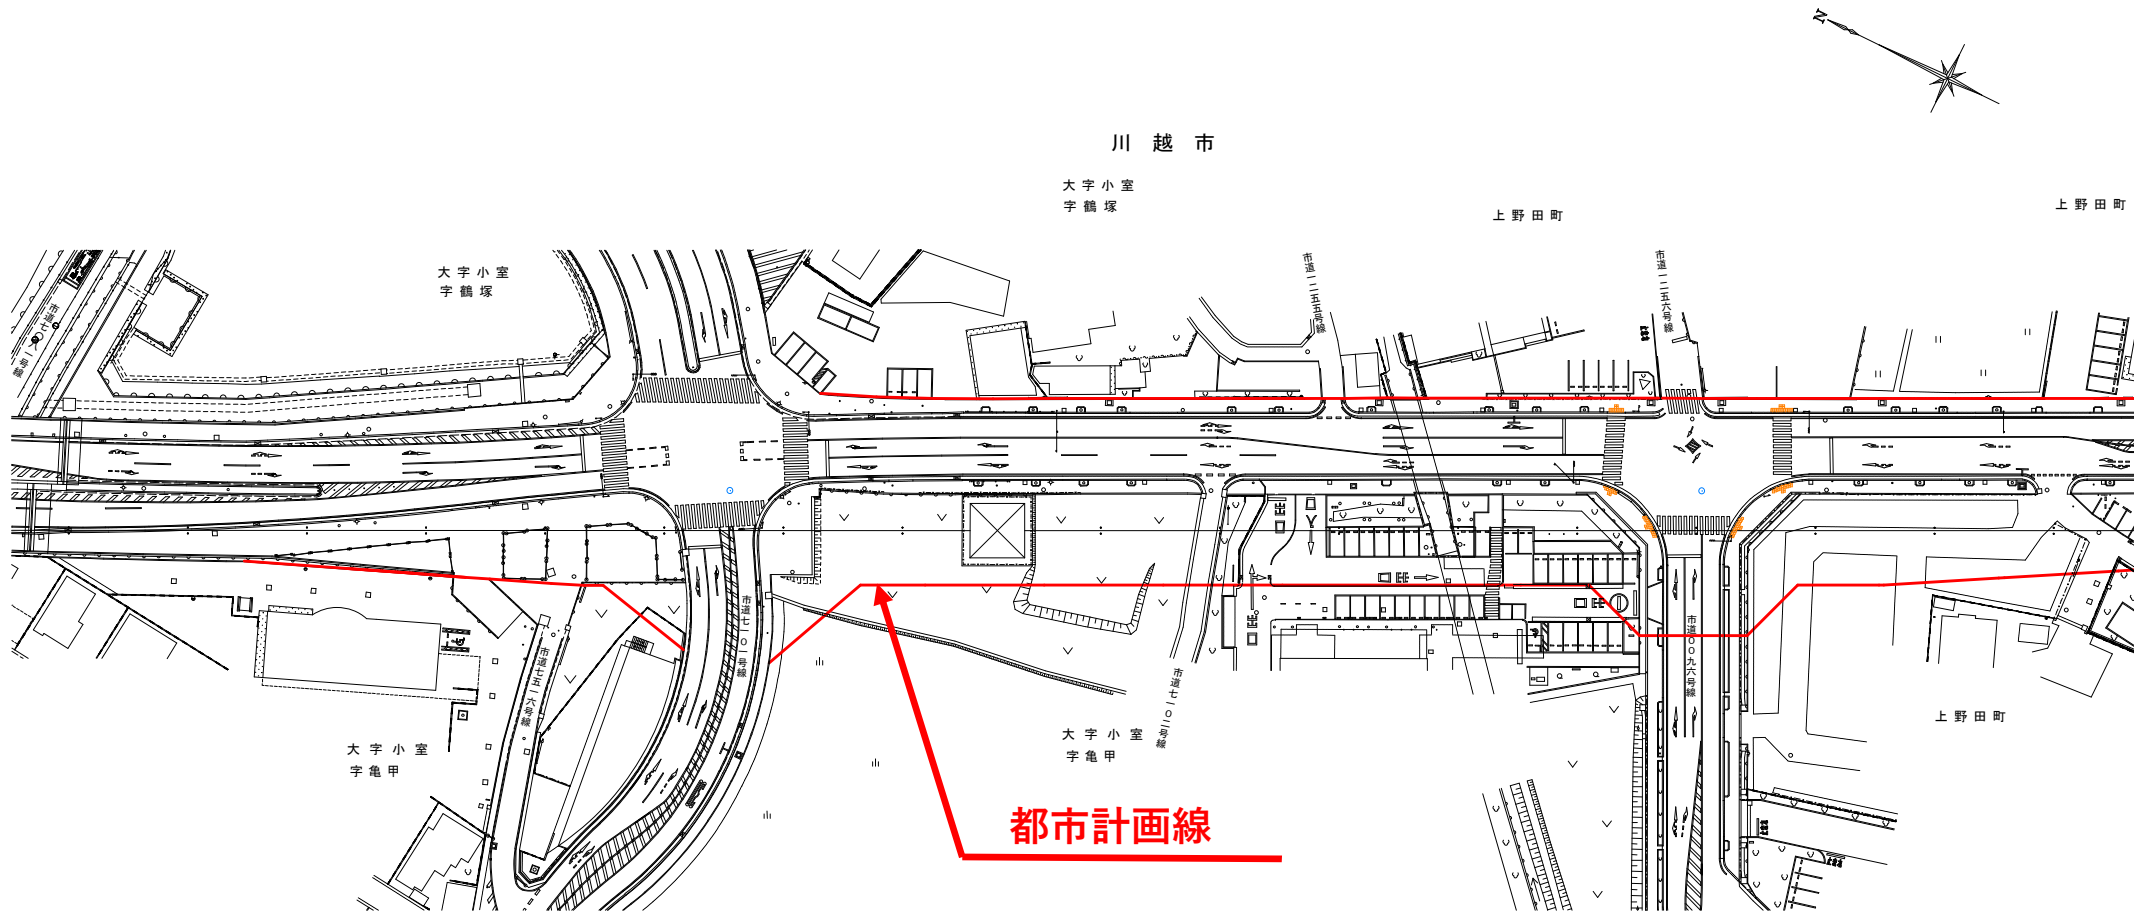 N
川越市
大字小室
字鶴塚
上野田町
上野田町
大字小室
字鶴塚
市道一二五五号線
市道一二五六号線
市道七一〇一号線
市道七五一六号線
市道七一〇二号線
市道〇〇九六号線
上野田町
大字小室
字亀甲
大字小室
字亀甲
都市計画線